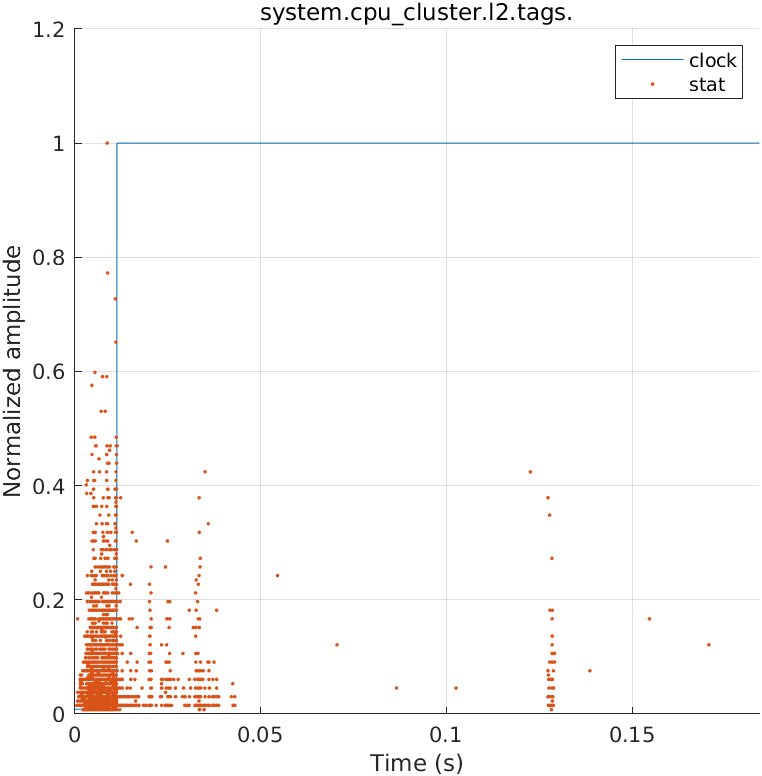 system.cpu_cluster.l2.tags.
clock
stat
Normalized amplitude
1.2
1
0.8
0.6
0.4
0.2
0
0 0.05 0.1 0.15
Time (s)